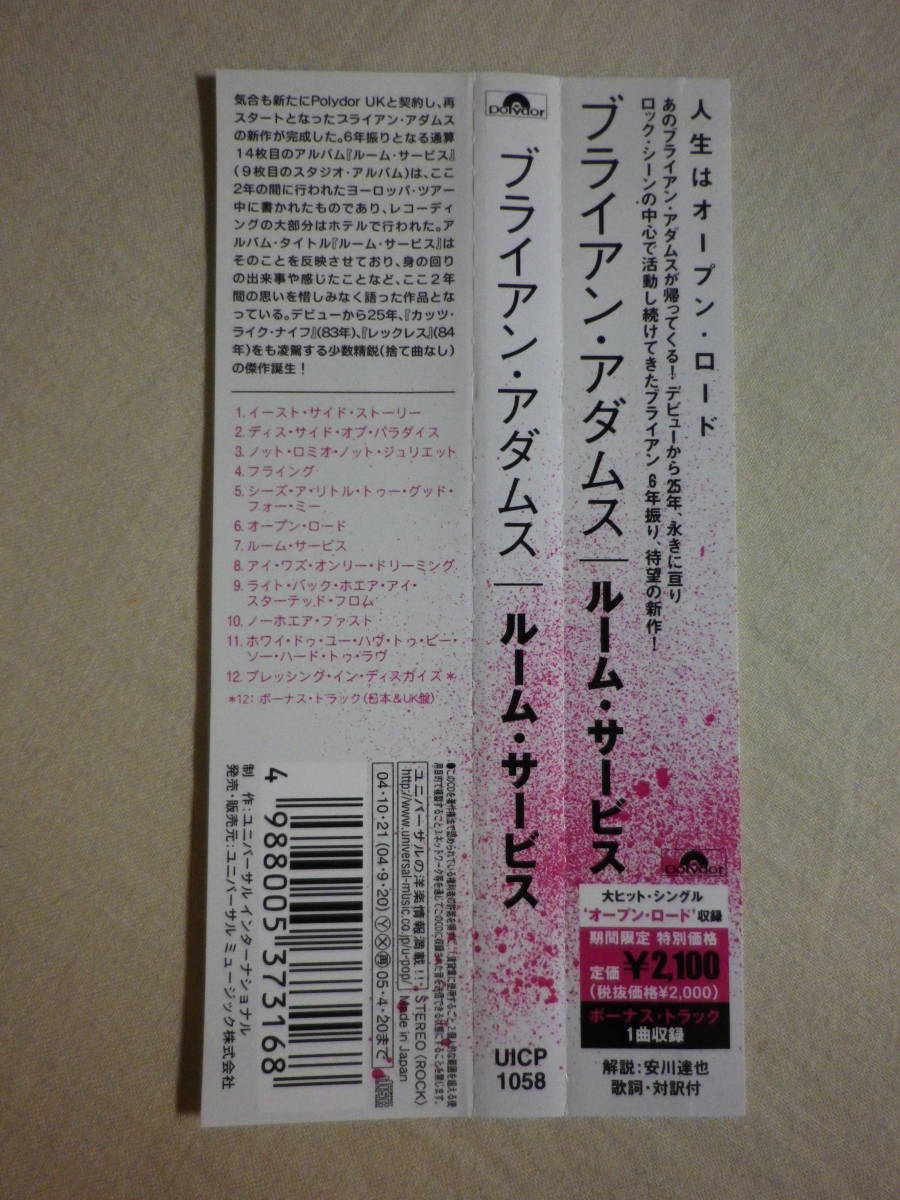 人生はオープン・ロード
あのブライアン・アダムスが帰ってくる! デビューから25年、永きに亘り
ロック・シーンの中心で活動し続けてきたブライアン 6年振り、待望の新作!
ブライアン・アダムス│ルーム・サービス
Polydor
大ヒット・シングル
'オープン・ロード'収録
期間限定 特別価格
定価 ¥2,100
(税抜価格¥2,000)
ボーナス・トラック
1曲収録
解説:安川達也
歌詞・対訳付
Polydor
ブライアン・アダムス│ルーム・サービス
UICP
1058
気合も新たにPolydor UKと契約し、再
スタートとなったブライアン・アダムス
の新作が完成した。6年振りとなる通算
14枚目のアルバム『ルーム・サービス』
(9枚目のスタジオ・アルバム)は、ここ
2年の間に行われたヨーロッパ・ツアー
中に書かれたものであり、レコーディ
ングの大部分はホテルで行われた。ア
ルバム・タイトル『ルーム・サービス』は
そのことを反映させており、身の回り
の出来事や感じたことなど、ここ2年
間の思いを惜しみなく語った作品とな
っている。デビューから25年、『カッツ・
ライク・ナイフ』(83年)、『レックレス』(84
年)をも凌駕する少数精鋭(捨て曲なし)
の傑作誕生!
1. イースト・サイド・ストーリー
2. ディス・サイド・オブ・パラダイス
3. ノット・ロミオ・ノット・ジュリエット
4. フライング
5. シーズ・ア・リトル・トゥー・グッド・
フォー・ミー
6. オープン・ロード
7. ルーム・サービス
8. アイ・ワズ・オンリー・ドリーミング
9. ライト・バック・ホエア・アイ・
スターテッド・フロム
10. ノーホエア・ファスト
11. ホワイ・ドゥ・ユー・ハヴ・トゥ・ビー・
ソー・ハード・トゥ・ラヴ
12. ブレッシング・イン・ディスガイズ *
*12: ボーナス・トラック(日本&UK盤)
ユニバーサルの洋楽情報満載!!
http://www.universal-music.co.jp/u-pop/
STEREO 〈ROCK〉
Made in Japan
04・10・21 (04・9・20) Ⓨ Ⓧ 再 05・4・20まで
4 988005 373168
制 作:ユニバーサル インターナショナル
発売・販売元:ユニバーサル ミュージック株式会社